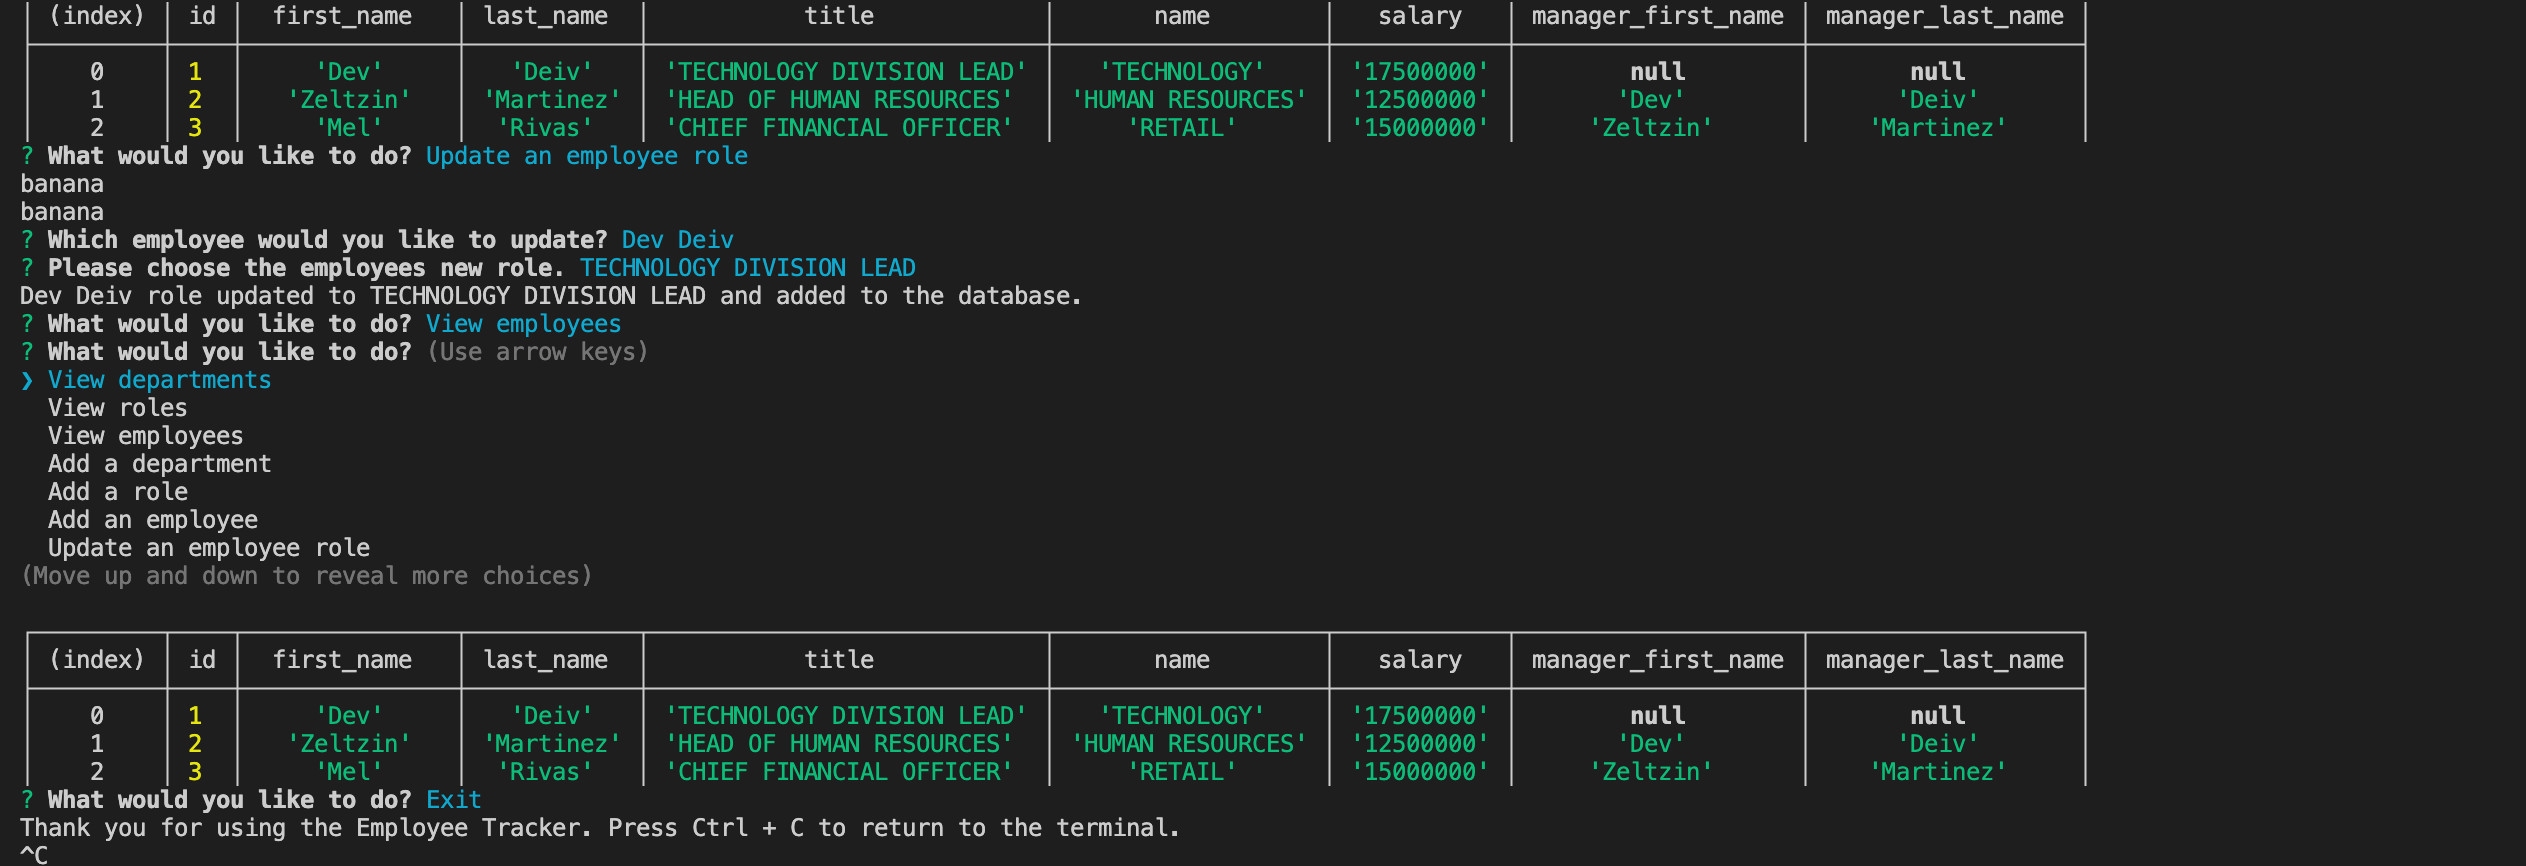 (index) id first_name last_name title name salary manager_first_name manager_last_name
0 1 'Dev' 'Deiv' 'TECHNOLOGY DIVISION LEAD' 'TECHNOLOGY' '17500000' null null
1 2 'Zeltzin' 'Martinez' 'HEAD OF HUMAN RESOURCES' 'HUMAN RESOURCES' '12500000' 'Dev' 'Deiv'
2 3 'Mel' 'Rivas' 'CHIEF FINANCIAL OFFICER' 'RETAIL' '15000000' 'Zeltzin' 'Martinez'
? What would you like to do? Update an employee role
banana
banana
? Which employee would you like to update? Dev Deiv
? Please choose the employees new role. TECHNOLOGY DIVISION LEAD
Dev Deiv role updated to TECHNOLOGY DIVISION LEAD and added to the database.
? What would you like to do? View employees
? What would you like to do? (Use arrow keys)
❯ View departments
View roles
View employees
Add a department
Add a role
Add an employee
Update an employee role
(Move up and down to reveal more choices)
(index) id first_name last_name title name salary manager_first_name manager_last_name
0 1 'Dev' 'Deiv' 'TECHNOLOGY DIVISION LEAD' 'TECHNOLOGY' '17500000' null null
1 2 'Zeltzin' 'Martinez' 'HEAD OF HUMAN RESOURCES' 'HUMAN RESOURCES' '12500000' 'Dev' 'Deiv'
2 3 'Mel' 'Rivas' 'CHIEF FINANCIAL OFFICER' 'RETAIL' '15000000' 'Zeltzin' 'Martinez'
? What would you like to do? Exit
Thank you for using the Employee Tracker. Press Ctrl + C to return to the terminal.
^C